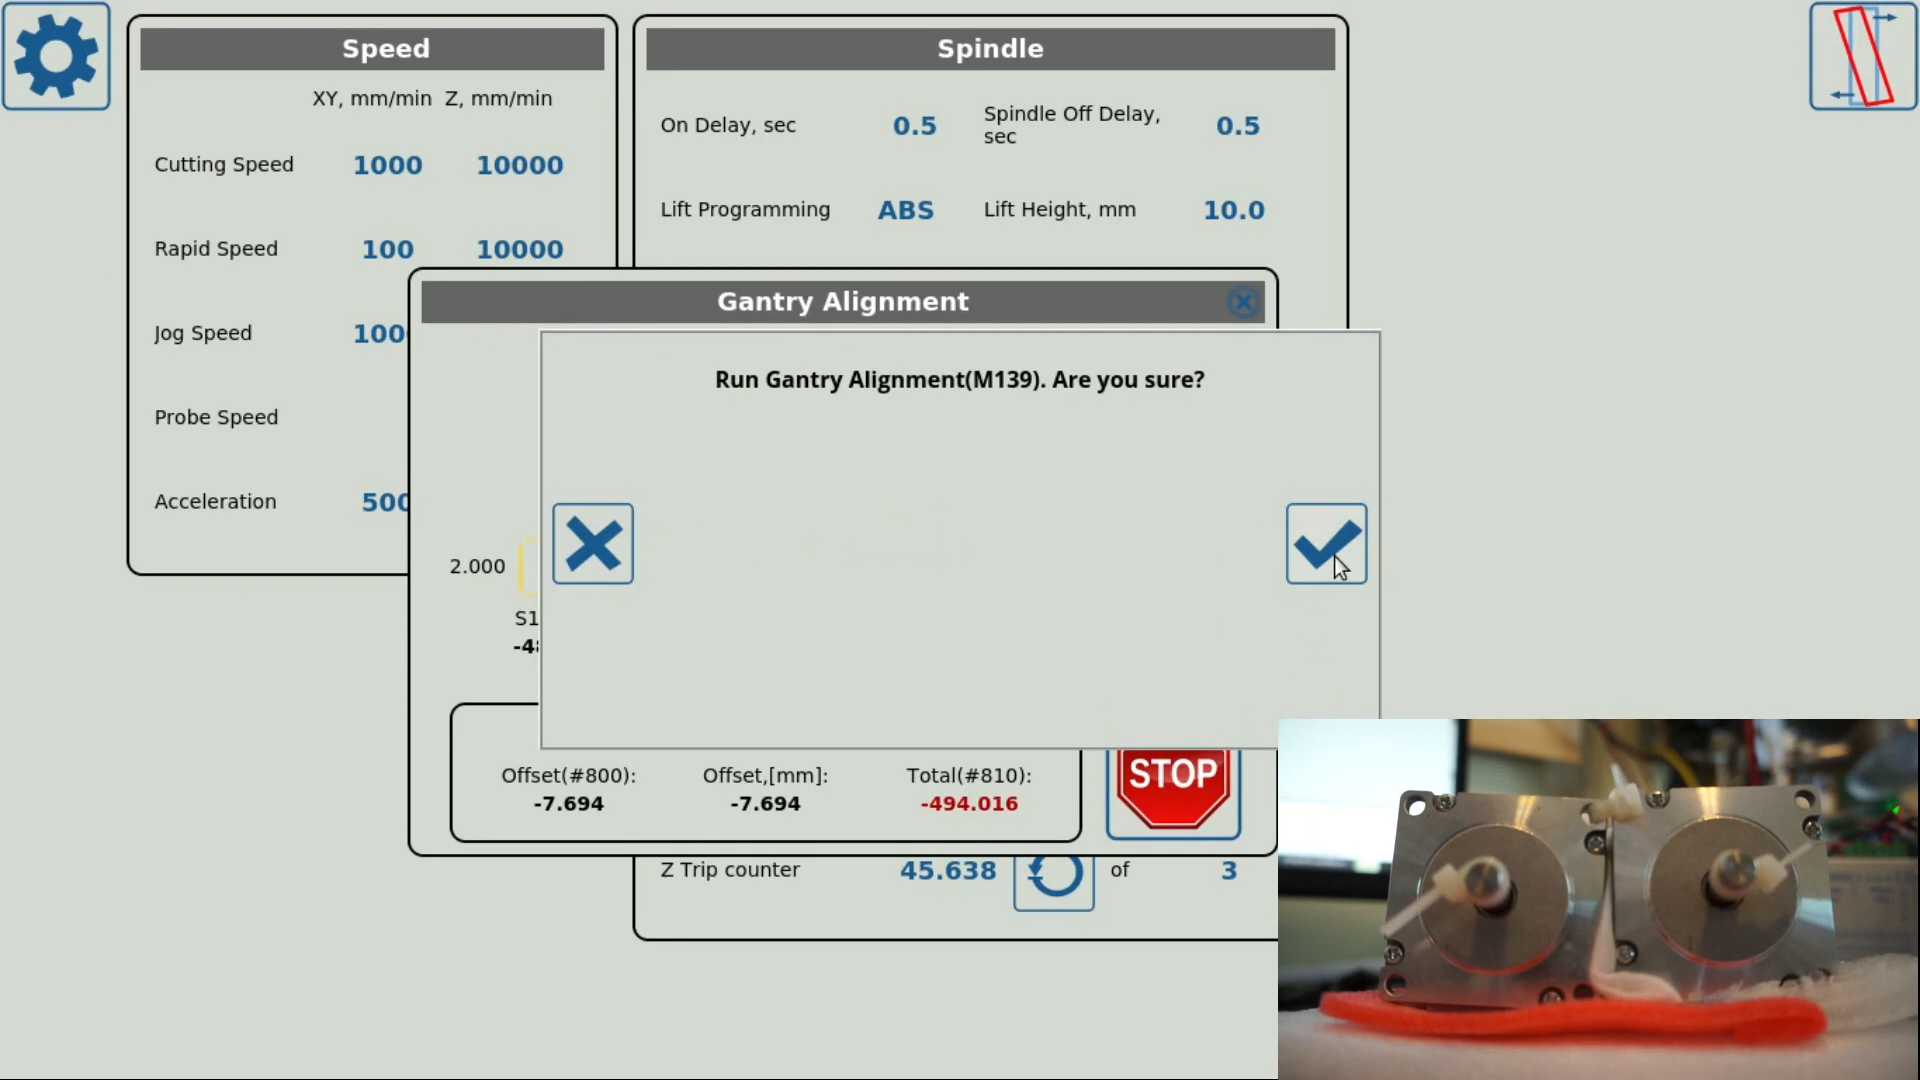 Speed
XY, mm/min Z, mm/min
Cutting Speed 1000 10000
Rapid Speed 100 10000
Jog Speed 100
Probe Speed
Acceleration 500
Spindle
On Delay, sec 0.5 Spindle Off Delay, sec 0.5
Lift Programming ABS Lift Height, mm 10.0
Gantry Alignment
Run Gantry Alignment(M139). Are you sure?
2.000
S1
Offset(#800): Offset,[mm]: Total(#810):
-7.694 -7.694 -494.016
STOP
Z Trip counter 45.638 of 3